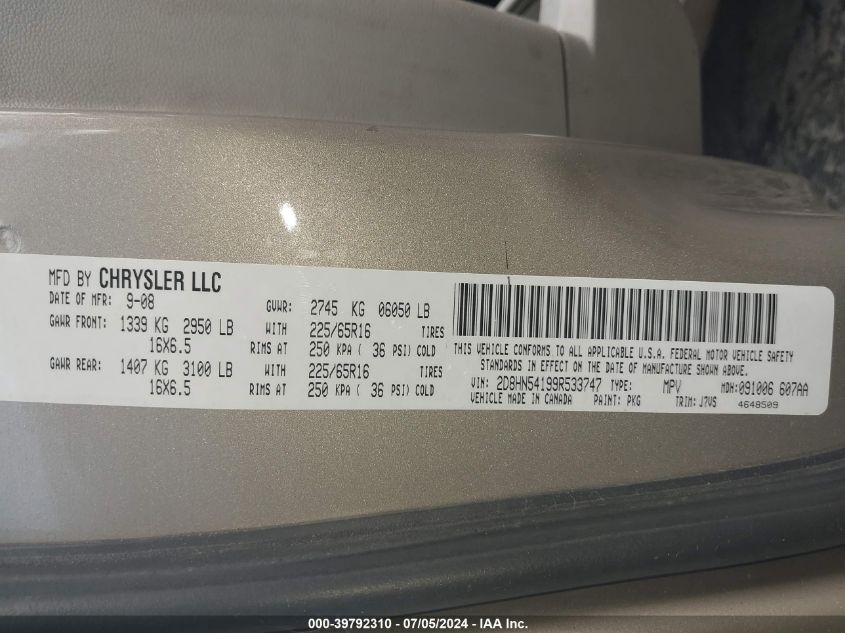 MFD BY CHRYSLER LLC
DATE OF MFR: 9-08 GVWR: 2745 KG 06050 LB
GAWR FRONT: 1339 KG 2950 LB WITH 225/65R16 TIRES
16X6.5 RIMS AT 250 KPA ( 36 PSI) COLD
GAWR REAR: 1407 KG 3100 LB WITH 225/65R16 TIRES
16X6.5 RIMS AT 250 KPA ( 36 PSI) COLD
THIS VEHICLE CONFORMS TO ALL APPLICABLE U.S.A. FEDERAL MOTOR VEHICLE SAFETY
STANDARDS IN EFFECT ON THE DATE OF MANUFACTURE SHOWN ABOVE.
VIN: 2D8HN54199R533747 TYPE: MPV MDH: 091006 607AA
VEHICLE MADE IN CANADA PAINT: PKG TRIM: J7VS 4648509
000-39792310 - 07/05/2024 - IAA Inc.